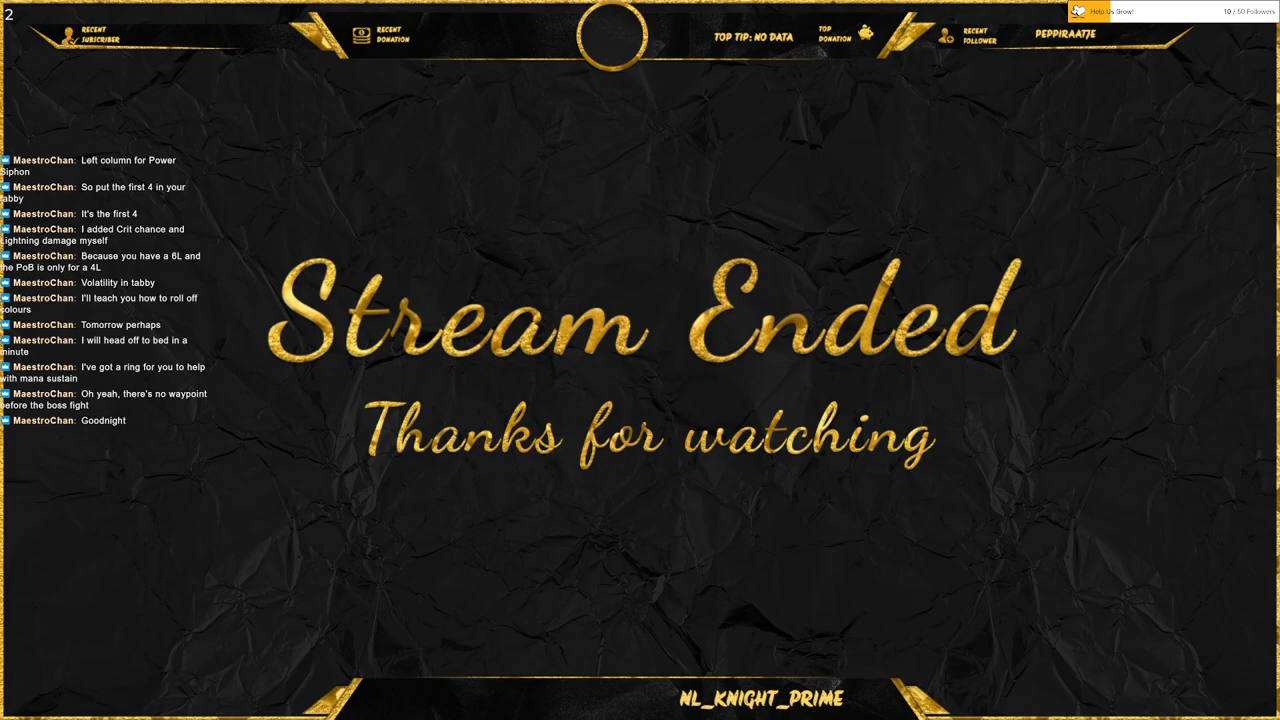 2
RECENT
SUBSCRIBER
RECENT
DONATION
TOP TIP: NO DATA
TOP
DONATION
RECENT
FOLLOWER
PEPPIRAATJE
Help Us Grow!
10 / 50 Followers
MaestroChan: Left column for Power
Siphon
MaestroChan: So put the first 4 in your
tabby
MaestroChan: It's the first 4
MaestroChan: I added Crit chance and
Lightning damage myself
MaestroChan: Because you have a 6L and
the PoB is only for a 4L
MaestroChan: Volatility in tabby
MaestroChan: I'll teach you how to roll off
colours
MaestroChan: Tomorrow perhaps
MaestroChan: I will head off to bed in a
minute
MaestroChan: I've got a ring for you to help
with mana sustain
MaestroChan: Oh yeah, there's no waypoint
before the boss fight
MaestroChan: Goodnight
Stream Ended
Thanks for watching
NL_KNIGHT_PRIME